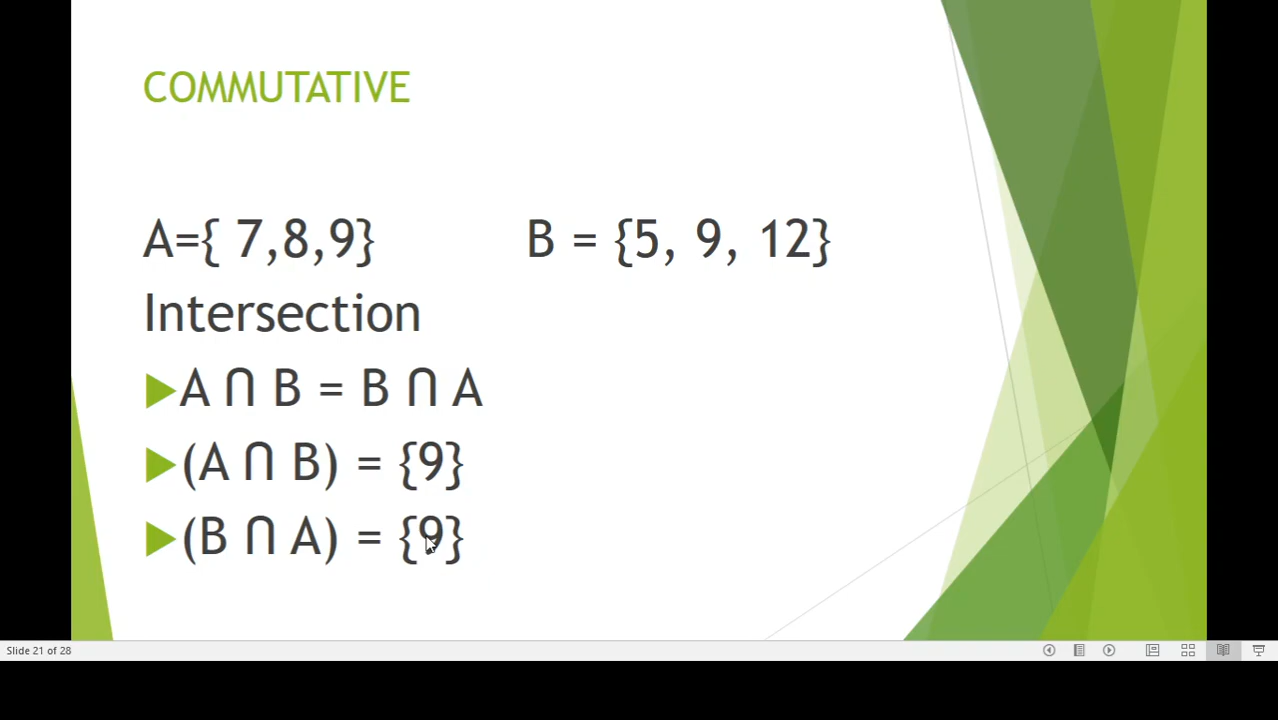 COMMUTATIVE
A={ 7,8,9} B = {5, 9, 12}
Intersection
A ∩ B = B ∩ A
(A ∩ B) = {9}
(B ∩ A) = {9}
Slide 21 of 28